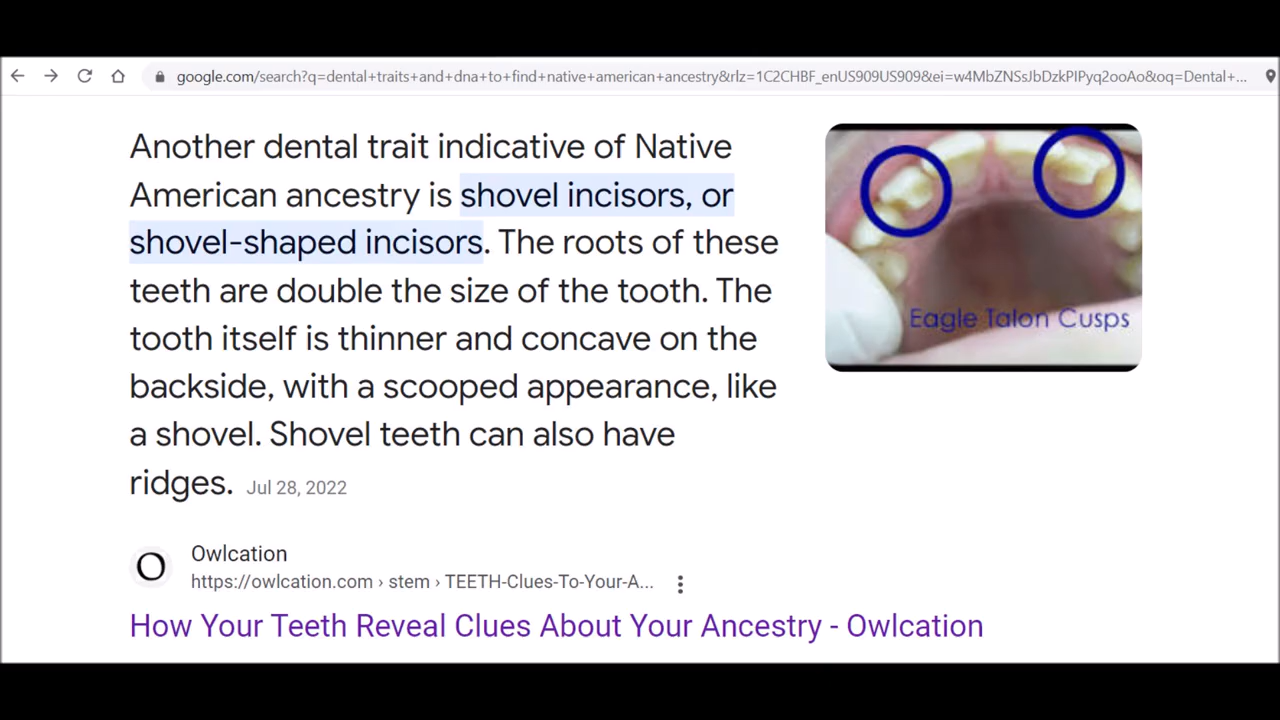 google.com/search?q=dental+traits+and+dna+to+find+native+american+ancestry&rlz=1C2CHBF_enUS909US909&ei=w4MbZNSsJbDzkPIPyq2ooAo&oq=Dental+...
Another dental trait indicative of Native
American ancestry is shovel incisors, or
shovel-shaped incisors. The roots of these
teeth are double the size of the tooth. The
tooth itself is thinner and concave on the
backside, with a scooped appearance, like
a shovel. Shovel teeth can also have
ridges. Jul 28, 2022
Eagle Talon Cusps
Owlcation
https://owlcation.com › stem › TEETH-Clues-To-Your-A...
How Your Teeth Reveal Clues About Your Ancestry - Owlcation